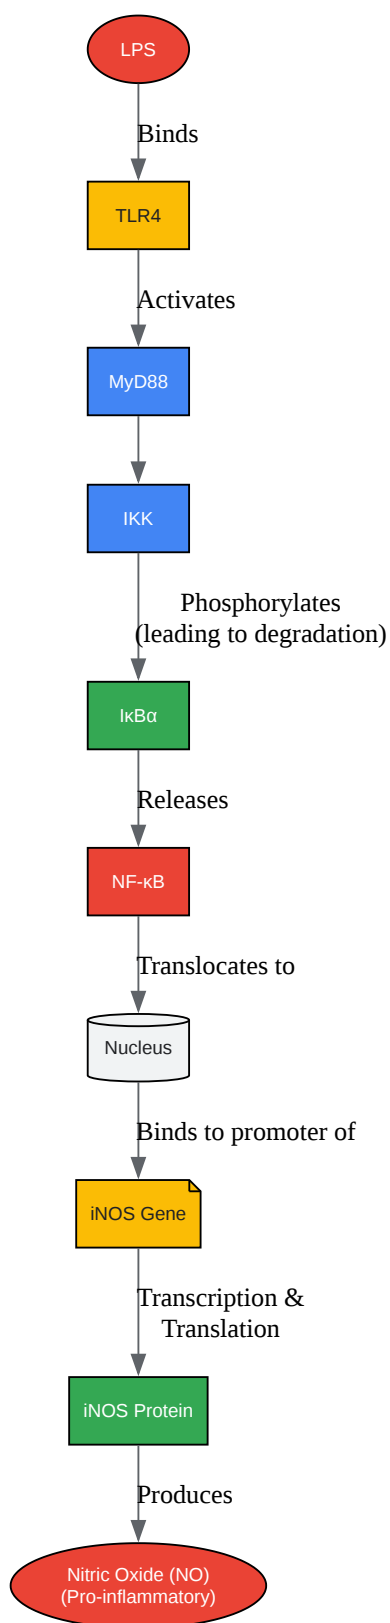 LPS
Binds
TLR4
Activates
MyD88
IKK
Phosphorylates
(leading to degradation)
IκBα
Releases
NF-κB
Translocates to
Nucleus
Binds to promoter of
iNOS Gene
Transcription &
Translation
iNOS Protein
Produces
Nitric Oxide (NO)
(Pro-inflammatory)